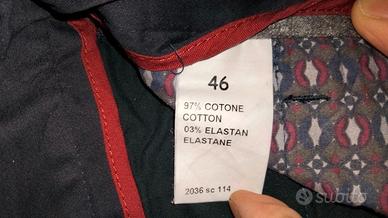 46
97% COTONE
COTTON
03% ELASTAN
ELASTANE
2036 sc 114
subito